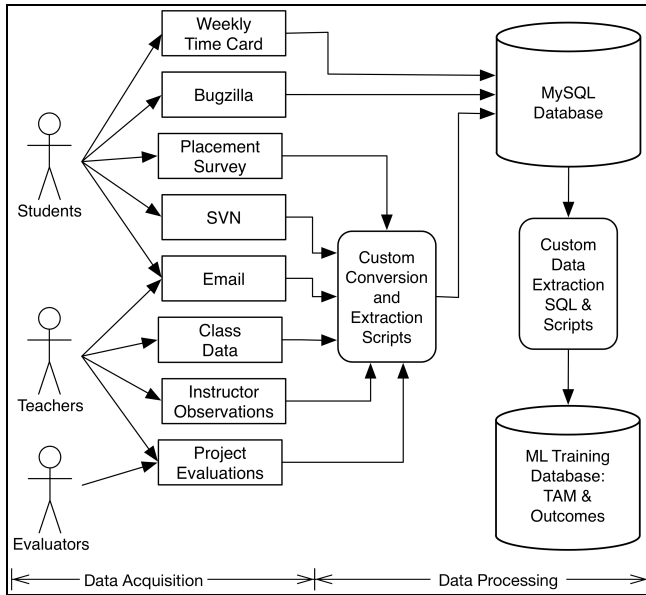 Weekly
Time Card
Bugzilla
Placement
Survey
SVN
Email
Class
Data
Instructor
Observations
Project
Evaluations
Students
Teachers
Evaluators
Custom
Conversion
and
Extraction
Scripts
MySQL
Database
Custom
Data
Extraction
SQL &
Scripts
ML Training
Database:
TAM &
Outcomes
Data Acquisition
Data Processing